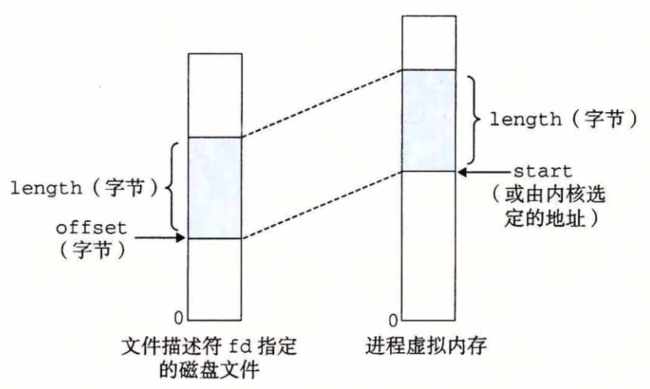 length（字节）
offset
（字节）
0
文件描述符 fd 指定
的磁盘文件
length（字节）
start
（或由内核选
定的地址）
0
进程虚拟内存